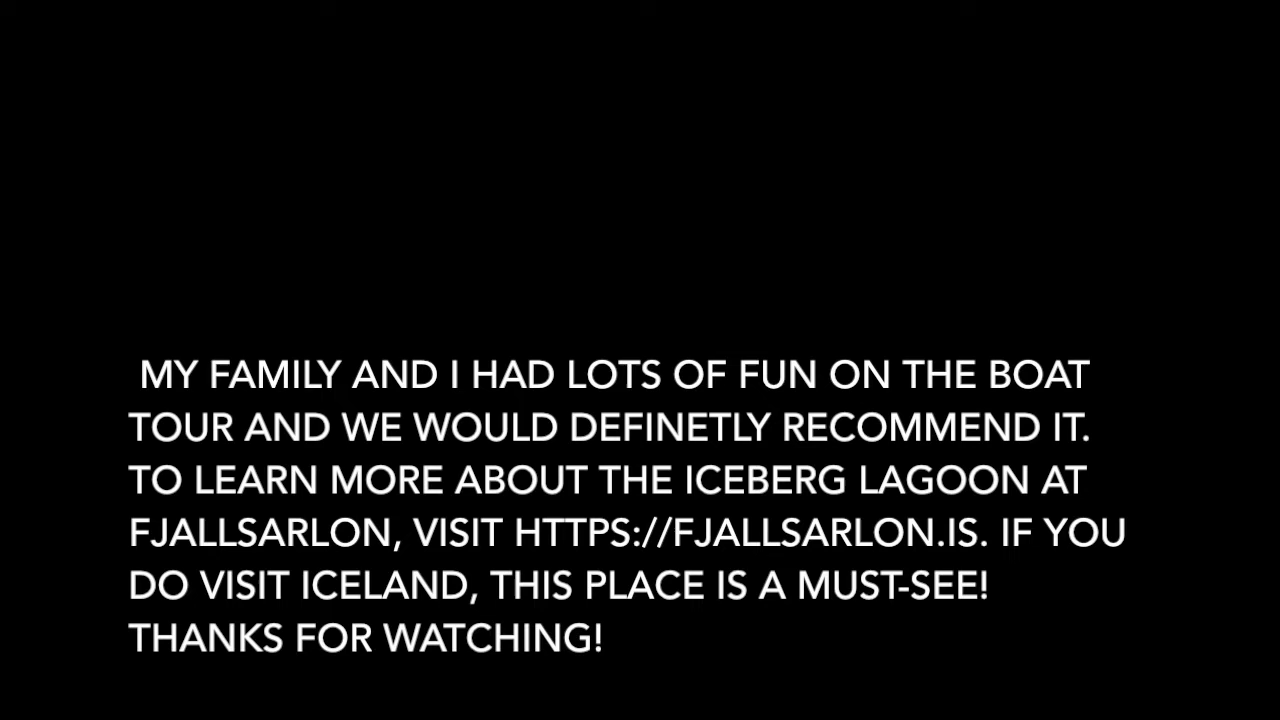 MY FAMILY AND I HAD LOTS OF FUN ON THE BOAT
TOUR AND WE WOULD DEFINETLY RECOMMEND IT.
TO LEARN MORE ABOUT THE ICEBERG LAGOON AT
FJALLSARLON, VISIT HTTPS://FJALLSARLON.IS. IF YOU
DO VISIT ICELAND, THIS PLACE IS A MUST-SEE!
THANKS FOR WATCHING!